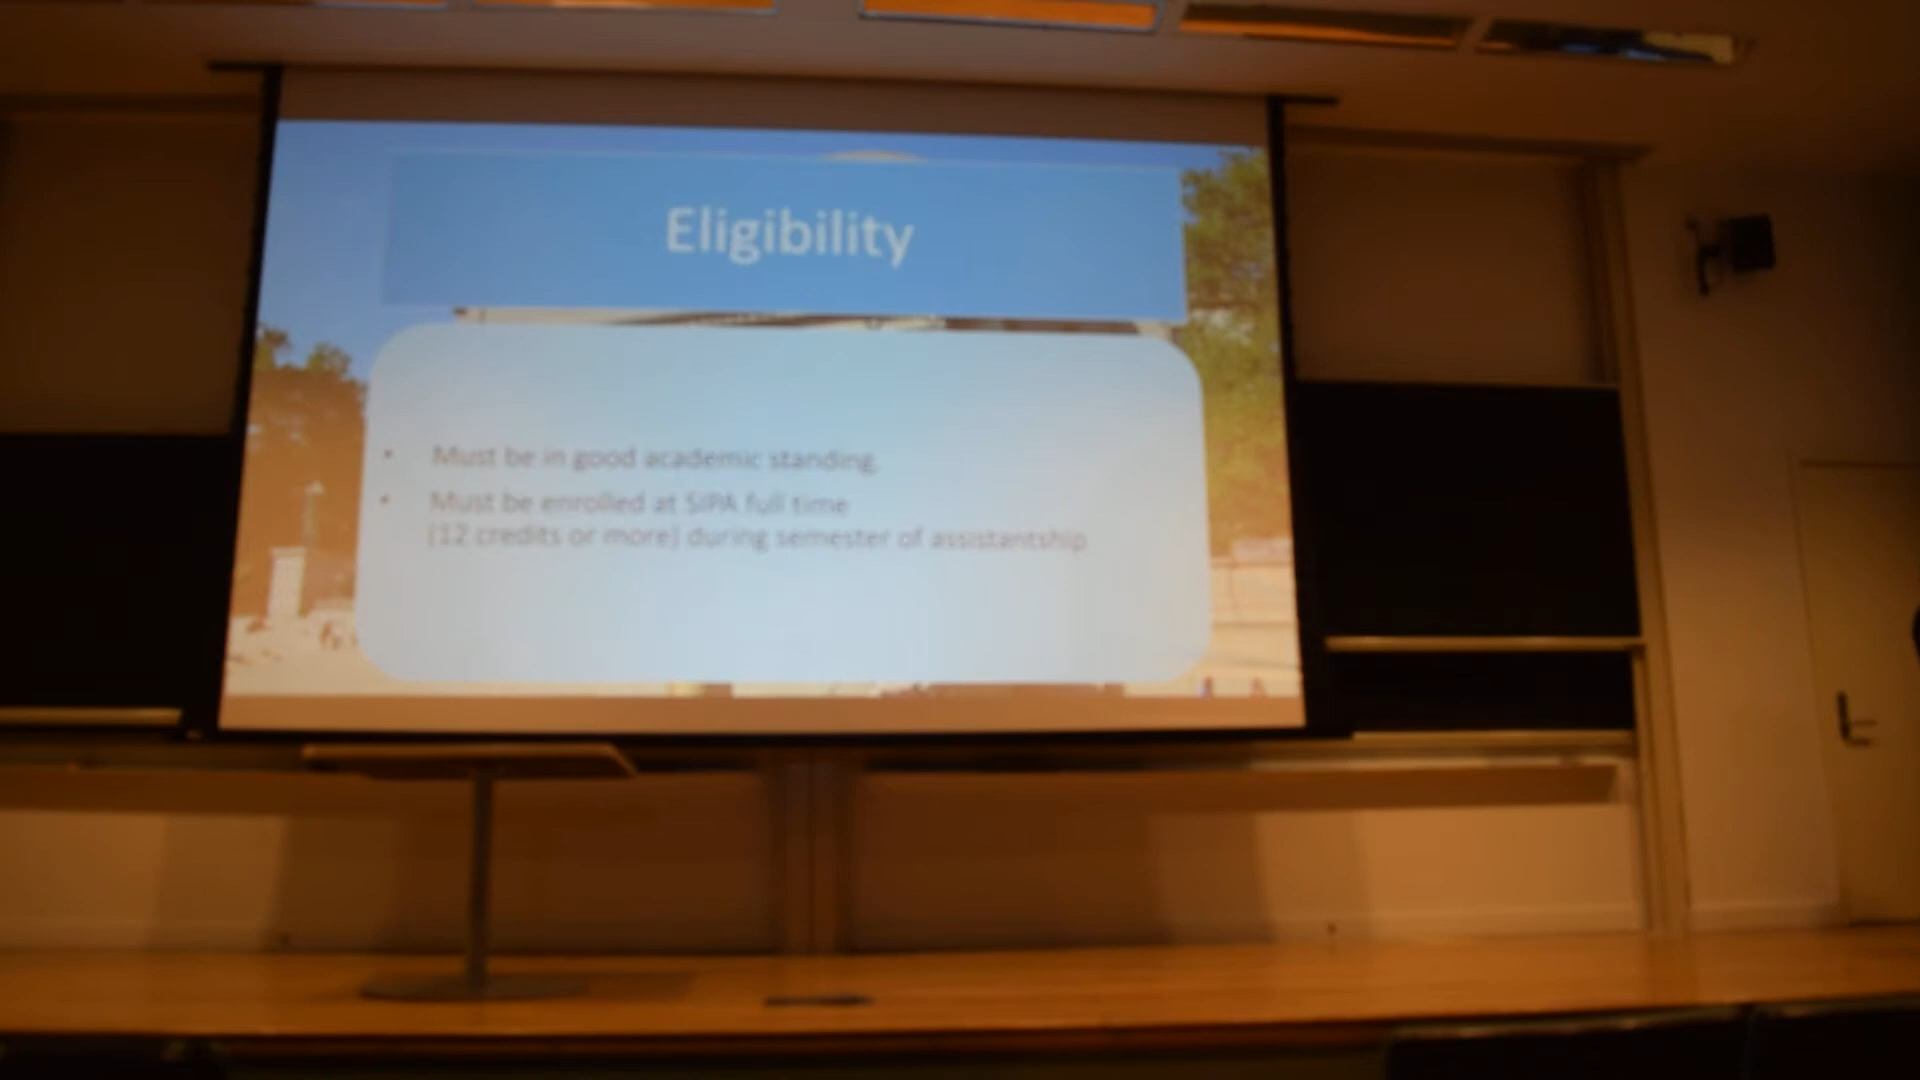 Eligibility
• Must be in good academic standing.
• Must be enrolled at SIPA full time
(12 credits or more) during semester of assistantship